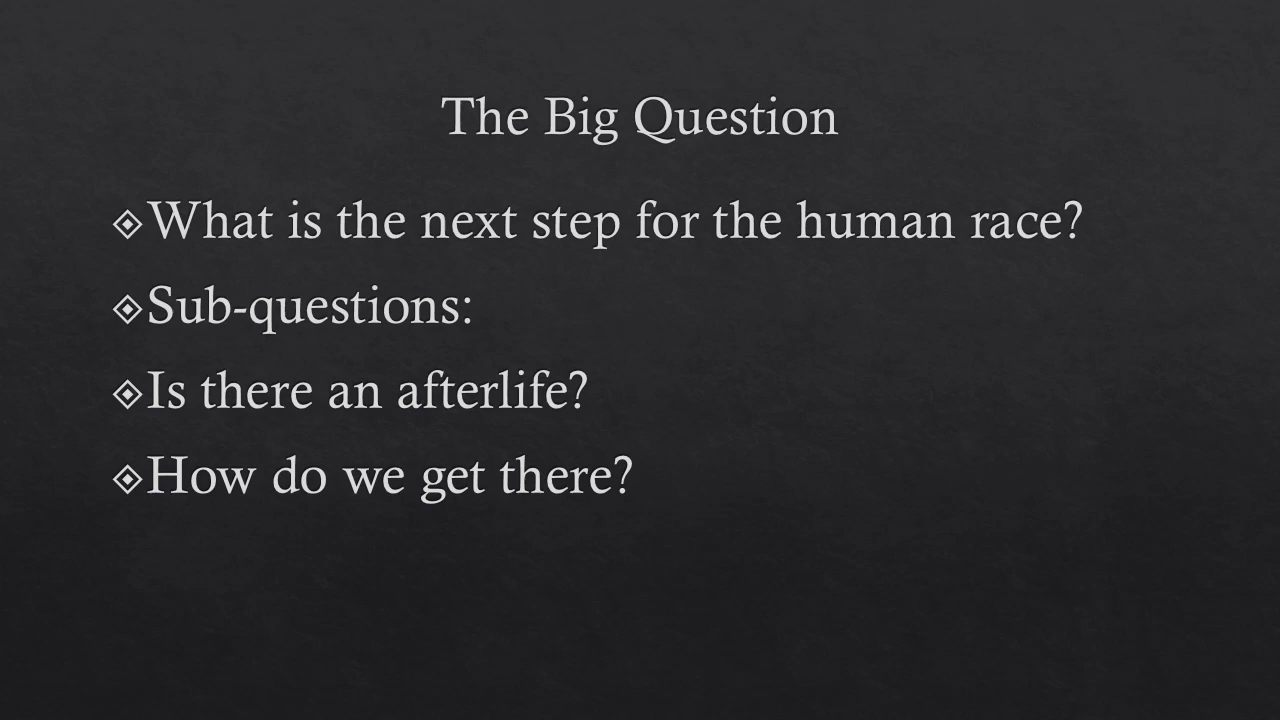 The Big Question
What is the next step for the human race?
Sub-questions:
Is there an afterlife?
How do we get there?